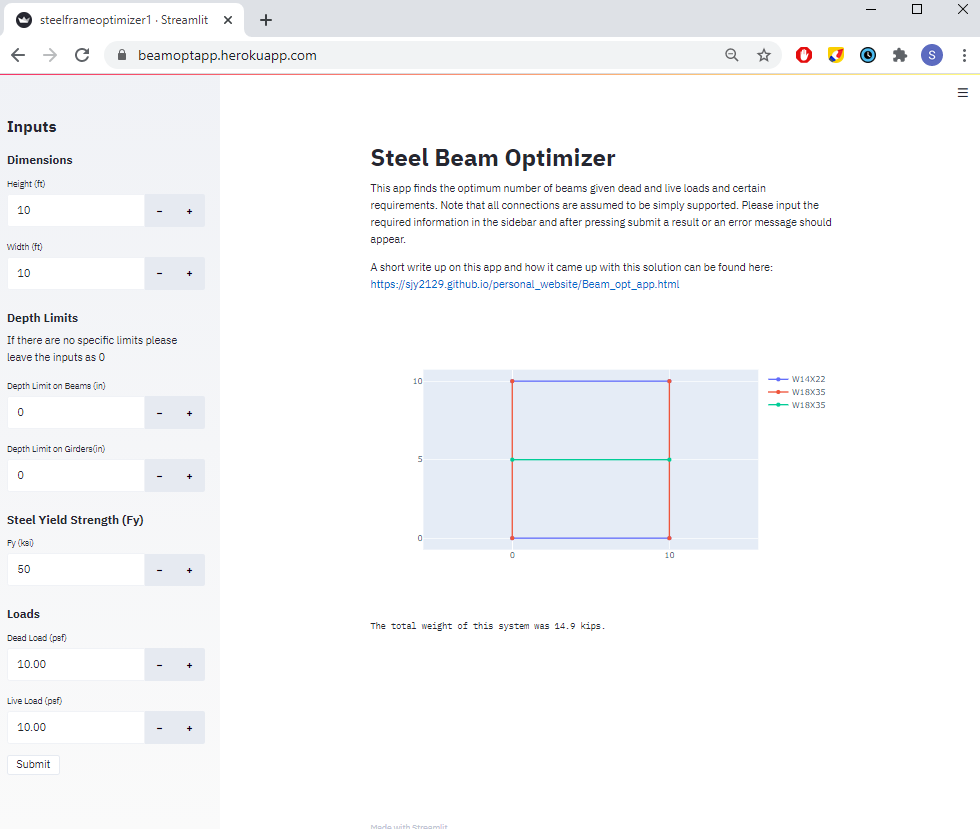 steelframeoptimizer1 · Streamlit
beamoptapp.herokuapp.com
S
Inputs
Dimensions
Height (ft)
10
- +
Width (ft)
10
- +
Depth Limits
If there are no specific limits please
leave the inputs as 0
Depth Limit on Beams (in)
0
- +
Depth Limit on Girders(in)
0
- +
Steel Yield Strength (Fy)
Fy (ksi)
50
- +
Loads
Dead Load (psf)
10.00
- +
Live Load (psf)
10.00
- +
Submit
Steel Beam Optimizer
This app finds the optimum number of beams given dead and live loads and certain
requirements. Note that all connections are assumed to be simply supported. Please input the
required information in the sidebar and after pressing submit a result or an error message should
appear.
A short write up on this app and how it came up with this solution can be found here:
https://sjy2129.github.io/personal_website/Beam_opt_app.html
10
5
0
0
10
W14X22
W18X35
W18X35
The total weight of this system was 14.9 kips.
Made with Streamlit